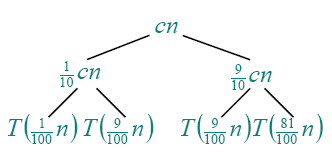 cn
1/10 cn 9/10 cn
T(1/100 n) T(9/100 n) T(9/100 n) T(81/100 n)